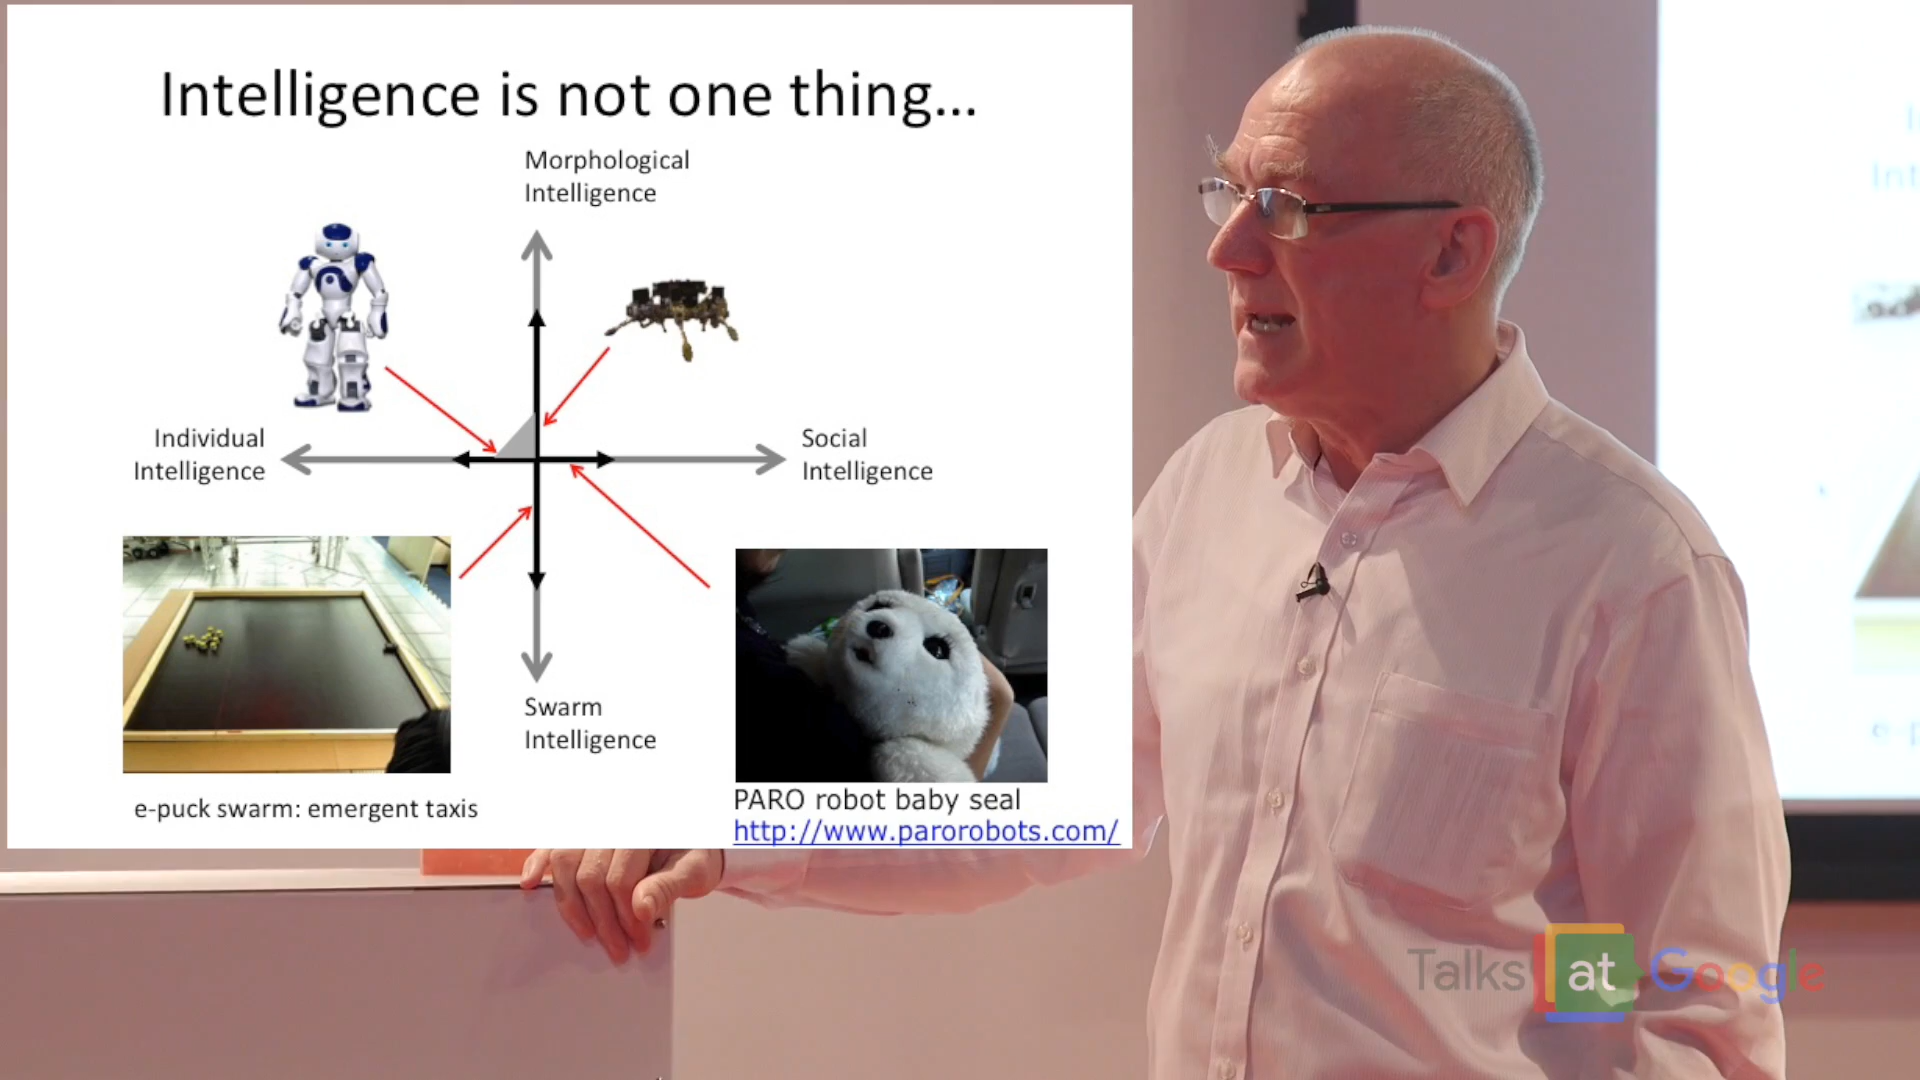 Intelligence is not one thing...
Morphological
Intelligence
Individual
Intelligence
Social
Intelligence
Swarm
Intelligence
e-puck swarm: emergent taxis
PARO robot baby seal
http://www.parorobots.com/
Talks at Google